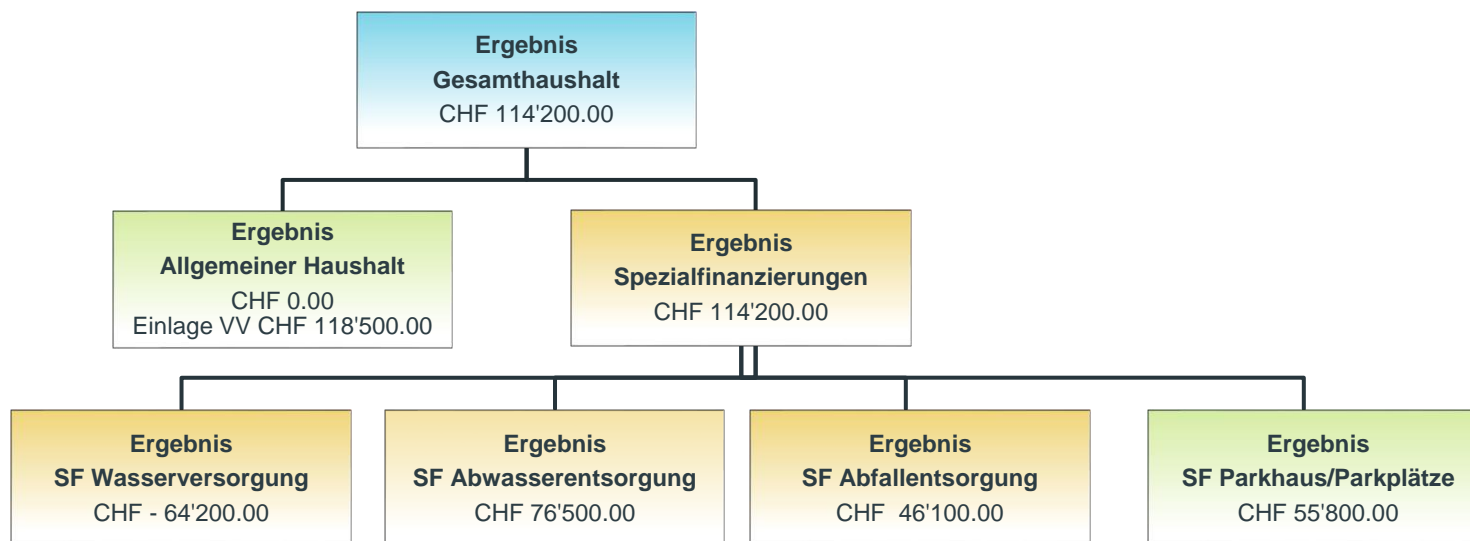 Ergebnis
Gesamthaushalt
CHF 114'200.00
Ergebnis
Allgemeiner Haushalt
CHF 0.00
Einlage VV CHF 118'500.00
Ergebnis
Spezialfinanzierungen
CHF 114'200.00
Ergebnis
SF Wasserversorgung
CHF - 64'200.00
Ergebnis
SF Abwasserentsorgung
CHF 76'500.00
Ergebnis
SF Abfallentsorgung
CHF  46'100.00
Ergebnis
SF Parkhaus/Parkplätze
CHF 55'800.00